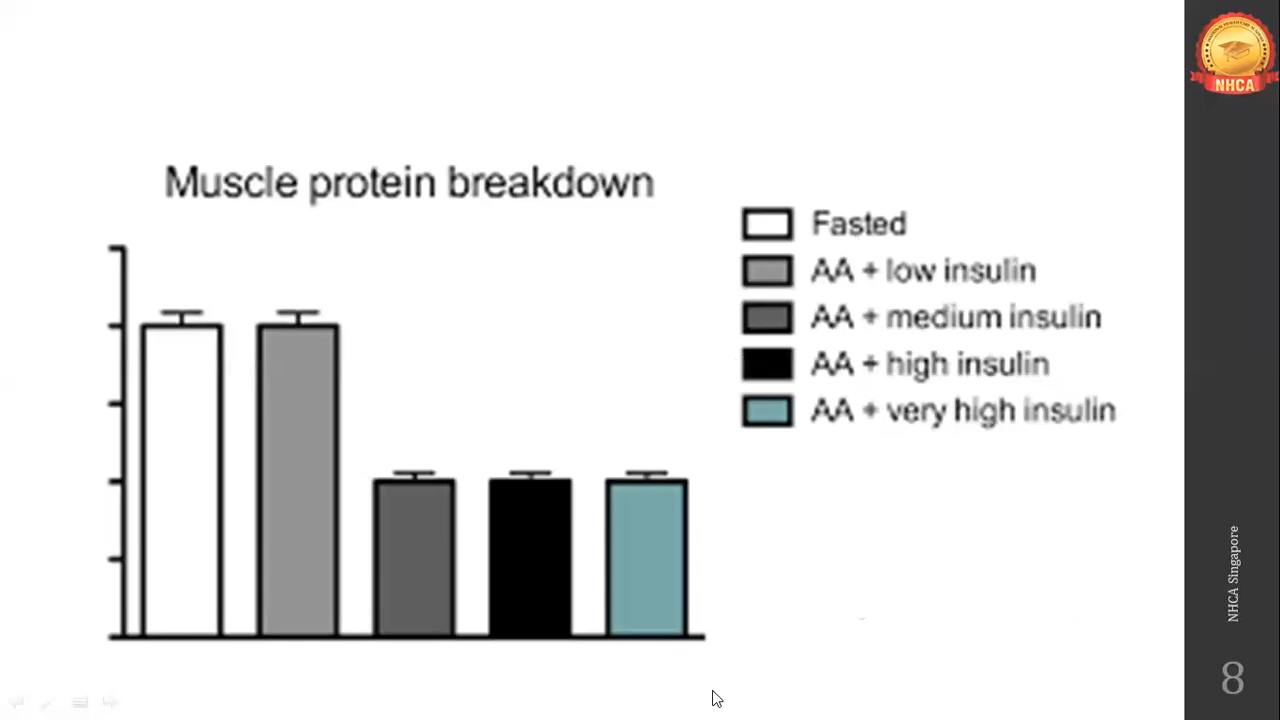 NHCA
Muscle protein breakdown
Fasted
AA + low insulin
AA + medium insulin
AA + high insulin
AA + very high insulin
NHCA Singapore
8